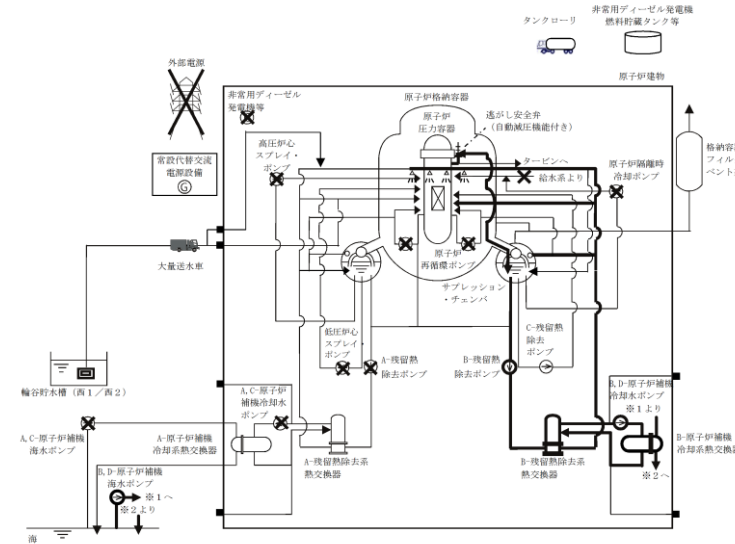 タンクローリ
非常用ディーゼル発電機
燃料貯蔵タンク等
外部電源
原子炉建物
非常用ディーゼル
発電機等
原子炉格納容器
原子炉
圧力容器
逃がし安全弁
(自動減圧機能付き)
高圧炉心
スプレイ・
ポンプ
常設代替交流
電源設備
G
タービンへ
給水系より
原子炉隔離時
冷却ポンプ
格納容器
フィル
ベント
大量送水車
原子炉
再循環ポンプ
サプレッション
・チェンバ
低圧炉心
スプレイ・
ポンプ
A-残留熱
除去ポンプ
B-残留熱
除去ポンプ
C-残留熱
除去
ポンプ
輪谷貯水槽(西1/西2)
A,C-原子炉
補機冷却水
ポンプ
B,D-原子炉補機
冷却水ポンプ
※1より
A,C-原子炉補機
海水ポンプ
A-原子炉補機
冷却系熱交換器
B-原子炉補機
冷却系熱交換器
A-残留熱除去系
熱交換器
B-残留熱除去系
熱交換器
※2へ
B,D-原子炉補機
海水ポンプ
※1へ
※2より
海